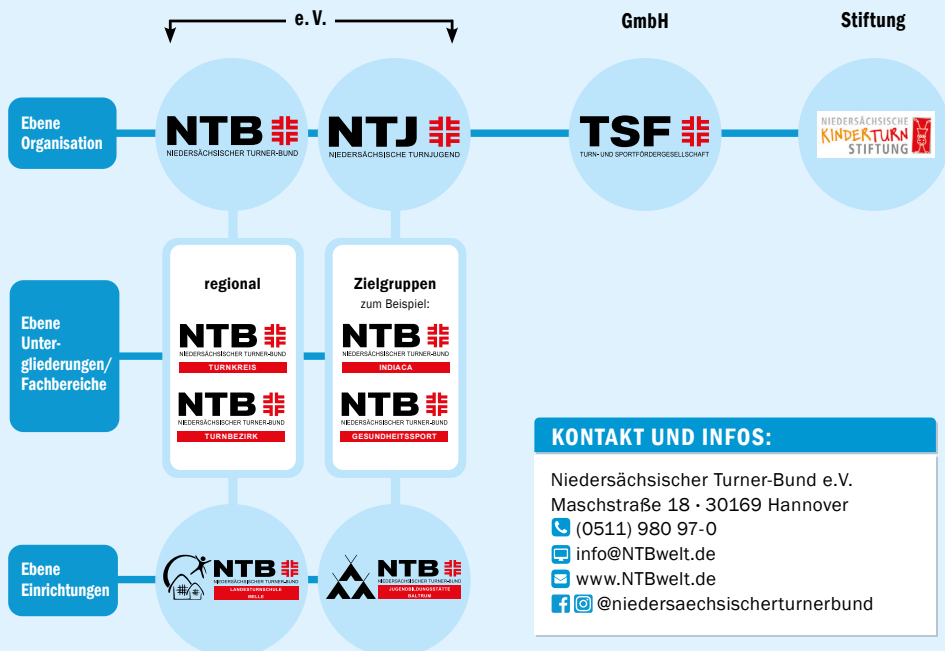 e. V.
GmbH
Stiftung
Ebene
Organisation
NTB
NIEDERSÄCHSISCHER TURNER-BUND
NTJ
NIEDERSÄCHSISCHE TURNJUGEND
TSF
TURN- UND SPORTFÖRDERGESELLSCHAFT
NIEDERSÄCHSISCHE
KINDERTURN
STIFTUNG
Ebene
Unter-
gliederungen/
Fachbereiche
regional
NTB
NIEDERSÄCHSISCHER TURNER-BUND
TURNKREIS
NTB
NIEDERSÄCHSISCHER TURNER-BUND
TURNBEZIRK
Zielgruppen
zum Beispiel:
NTB
NIEDERSÄCHSISCHER TURNER-BUND
INDIACA
NTB
NIEDERSÄCHSISCHER TURNER-BUND
GESUNDHEITSSPORT
Ebene
Einrichtungen
NTB
NIEDERSÄCHSISCHER TURNER-BUND
LANDESTURNSCHULE
MELLE
NTB
NIEDERSÄCHSISCHER TURNER-BUND
JUGENDBILDUNGSSTÄTTE
BALTRUM
KONTAKT UND INFOS:
Niedersächsischer Turner-Bund e.V.
Maschstraße 18 · 30169 Hannover
(0511) 980 97-0
info@NTBwelt.de
www.NTBwelt.de
@niedersaechsischerturnerbund